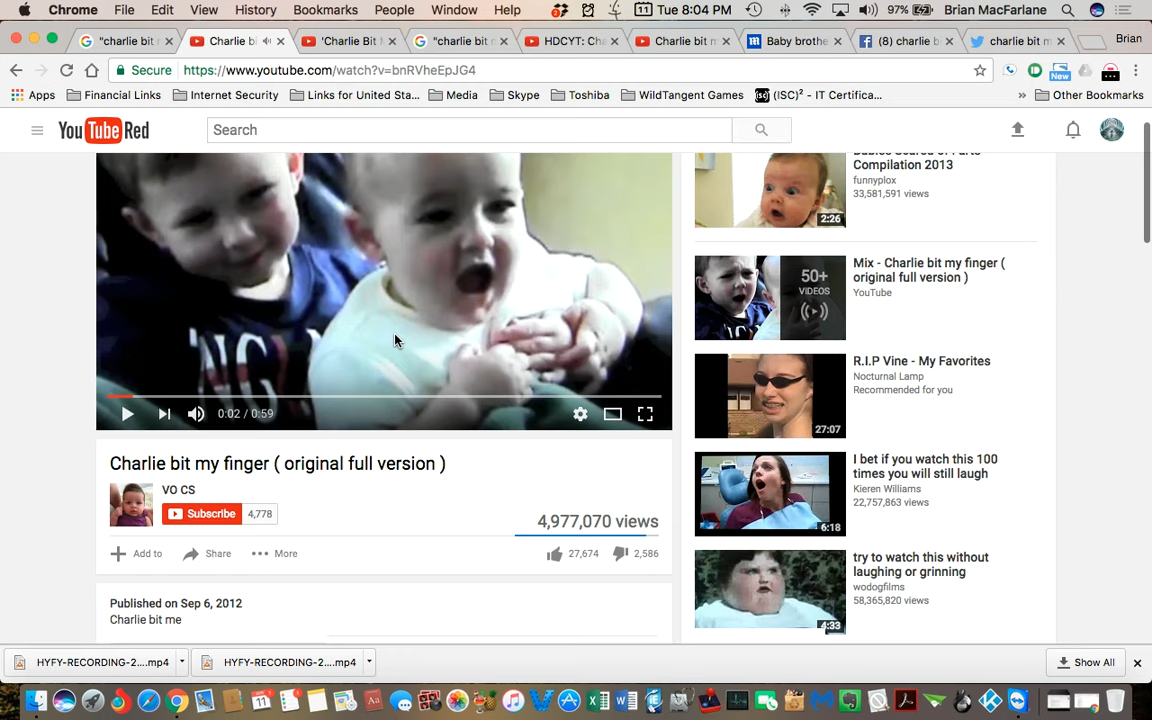 Chrome File Edit View History Bookmarks People Window Help 2 11 Tue 8:04 PM 97% Brian MacFarlane
"charlie bit Charlie bi 'Charlie Bit "charlie bit HDCYT: Cha Charlie bit m Baby brothe (8) charlie b charlie bit m Brian
Secure https://www.youtube.com/watch?v=bnRVheEpJG4 New
Apps Financial Links Internet Security Links for United Sta... Media Skype Toshiba WildTangent Games (ISC)² - IT Certifica... » Other Bookmarks
YouTube Red Search
Compilation 2013
funnyplox
33,581,591 views
2:26
Mix - Charlie bit my finger (
original full version )
YouTube
50+
VIDEOS
R.I.P Vine - My Favorites
Nocturnal Lamp
Recommended for you
27:07
I bet if you watch this 100
times you will still laugh
Kieren Williams
22,757,863 views
6:18
try to watch this without
laughing or grinning
wodogfilms
58,365,820 views
4:33
0:02 / 0:59
Charlie bit my finger ( original full version )
VO CS
Subscribe 4,778
4,977,070 views
Add to Share More 27,674 2,586
Published on Sep 6, 2012
Charlie bit me
HYFY-RECORDING-2....mp4 HYFY-RECORDING-2....mp4 Show All